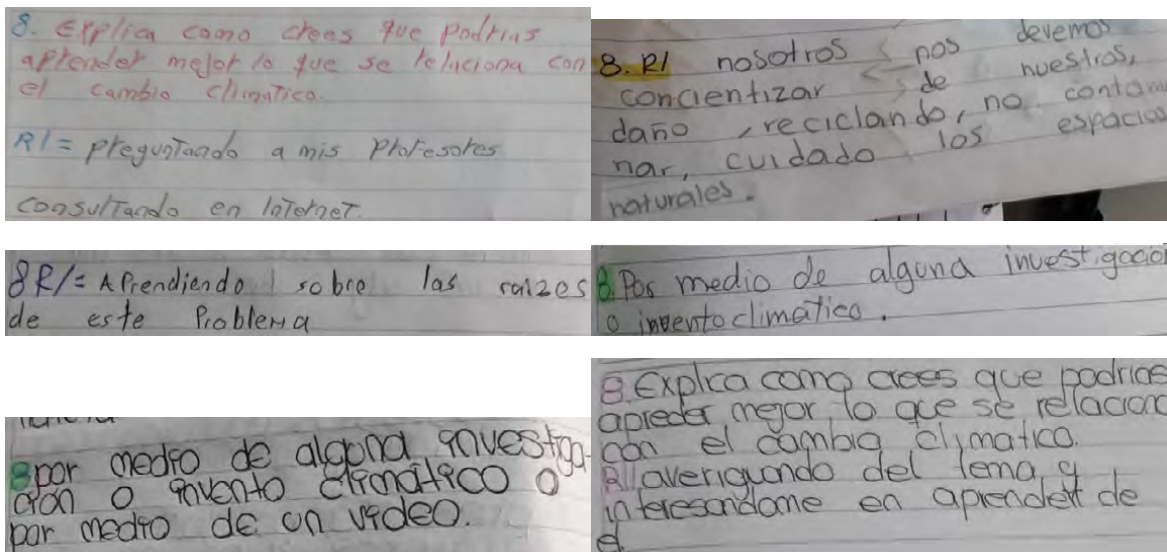 8. Explica como crees que podrias
aprender mejor lo que se relaciona con
el cambio climatico.
R/= preguntando a mis profesores
consultando en internet.
8. R/ nosotros nos devemos
concientizar de nuestros,
daño, reciclando, no contami
nar, cuidado los espacios
naturales.
8R/= Aprendiendo sobre las raizes
de este Problema
8. Por medio de alguna investigacion
o invento climatico.
8 por medio de alguna investiga-
cion o invento climatico o
por medio de un video.
8. Explica como crees que podrias
apreder mejor lo que se relaciona
con el cambio climatico.
R/ averiguando del tema y
interesandome en aprender de
el.